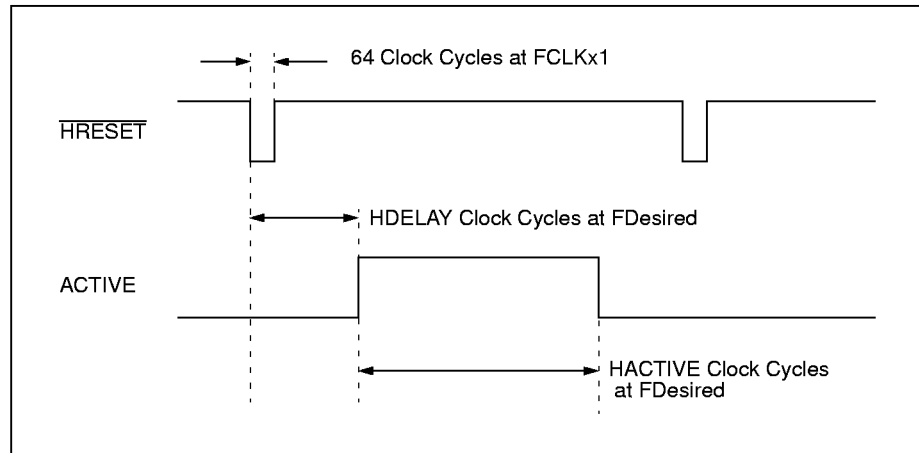 64 Clock Cycles at FCLKx1
HRESET
HDELAY Clock Cycles at FDesired
ACTIVE
HACTIVE Clock Cycles
at FDesired